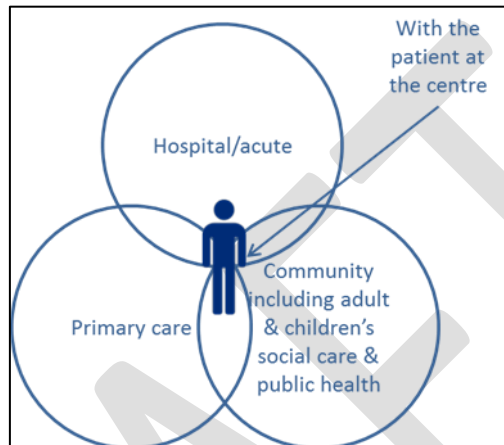 With the
patient at
the centre
Hospital/acute
Primary care
Community
including adult
& children's
social care &
public health